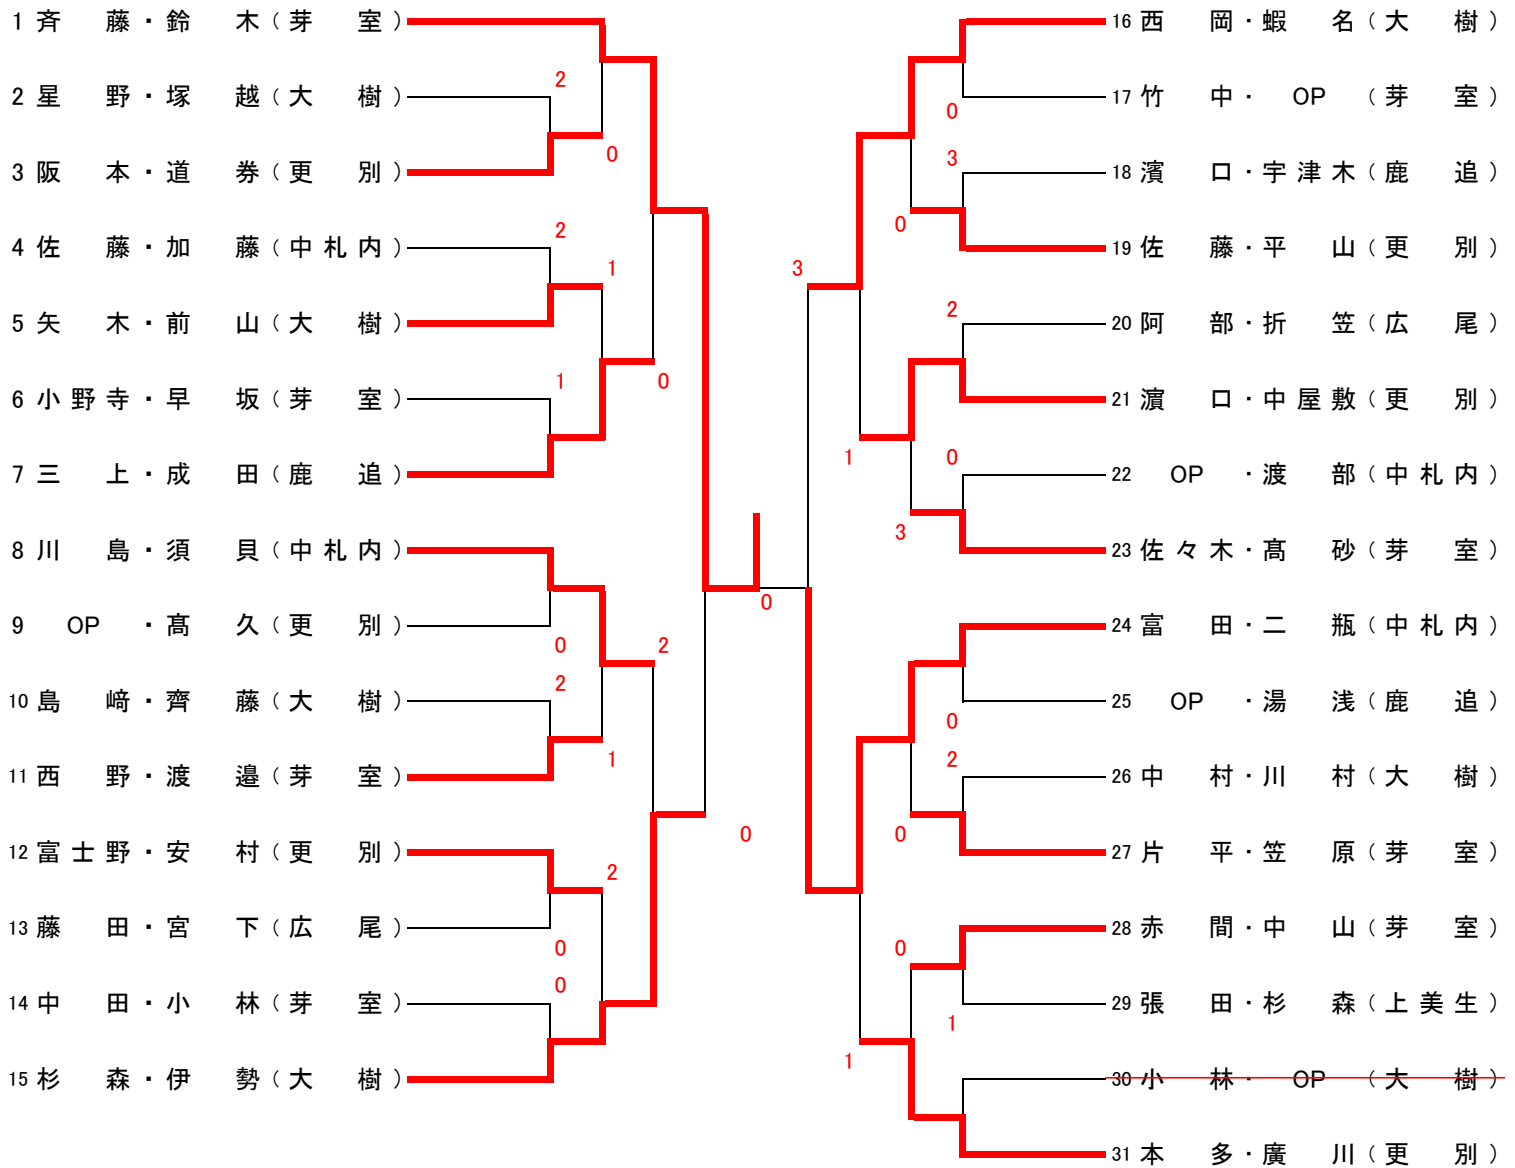 1 斉藤・鈴木（芽室）
2 星野・塚越（大樹）
3 阪本・道券（更別）
4 佐藤・加藤（中札内）
5 矢木・前山（大樹）
6 小野寺・早坂（芽室）
7 三上・成田（鹿追）
8 川島・須貝（中札内）
9 OP・髙久（更別）
10 島﨑・齊藤（大樹）
11 西野・渡邉（芽室）
12 富士野・安村（更別）
13 藤田・宮下（広尾）
14 中田・小林（芽室）
15 杉森・伊勢（大樹）
2
0
2
1
1
0
0
2
2
1
2
0
0
0
0
3
16 西岡・蝦名（大樹）
17 竹中・OP（芽室）
18 濱口・宇津木（鹿追）
19 佐藤・平山（更別）
20 阿部・折笠（広尾）
21 濵口・中屋敷（更別）
22 OP・渡部（中札内）
23 佐々木・髙砂（芽室）
24 富田・二瓶（中札内）
25 OP・湯浅（鹿追）
26 中村・川村（大樹）
27 片平・笠原（芽室）
28 赤間・中山（芽室）
29 張田・杉森（上美生）
30 小林・OP（大樹）
31 本多・廣川（更別）
0
3
0
2
1
0
3
0
2
0
0
1
1